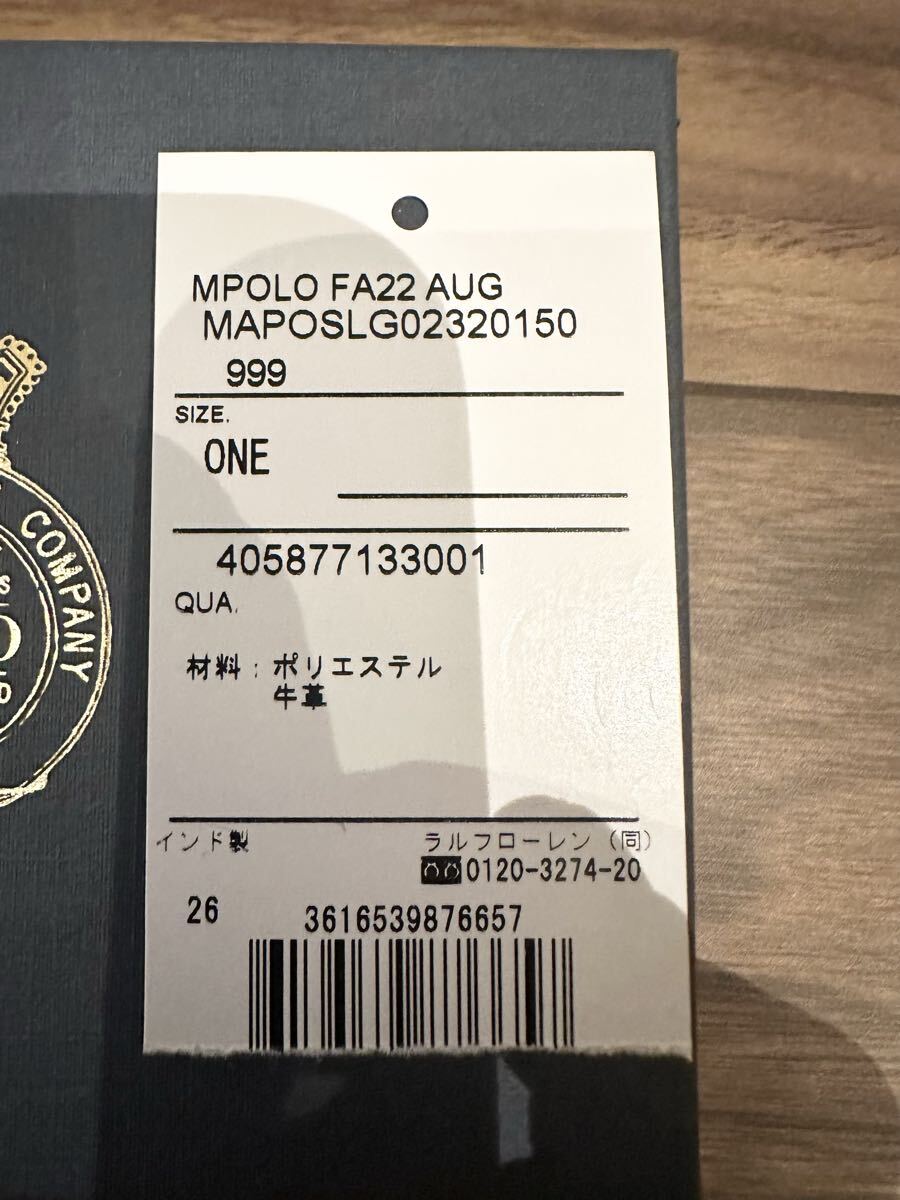 MPOLO FA22 AUG
MAPOSLG02320150
999
SIZE.
ONE
405877133001
QUA.
材料：ポリエステル
牛革
インド製
ラルフローレン（同）
0120-3274-20
26
3616539876657
COMPANY